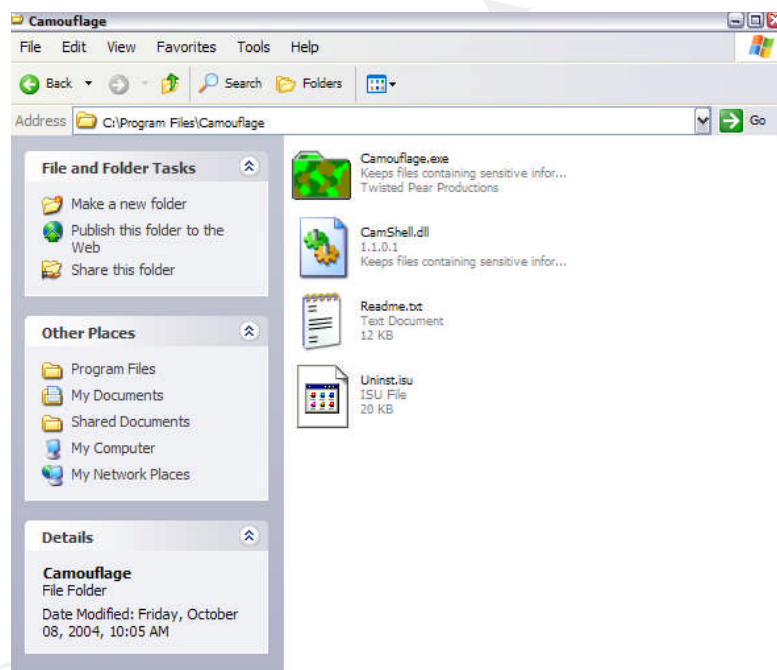 Camouflage
File Edit View Favorites Tools Help
Back Search Folders
Address C:\Program Files\Camouflage Go
File and Folder Tasks
Make a new folder
Publish this folder to the
Web
Share this folder
Other Places
Program Files
My Documents
Shared Documents
My Computer
My Network Places
Details
Camouflage
File Folder
Date Modified: Friday, October
08, 2004, 10:05 AM
Camouflage.exe
Keeps files containing sensitive infor...
Twisted Pear Productions
CamShell.dll
1.1.0.1
Keeps files containing sensitive infor...
Readme.txt
Text Document
12 KB
Uninst.isu
ISU File
20 KB